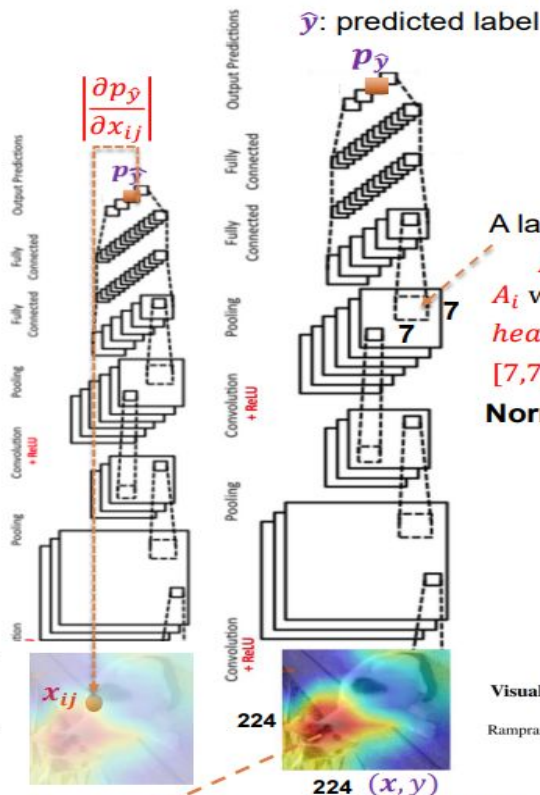 ŷ: predicted label
p_ŷ
|∂p_ŷ / ∂x_ij|
p_ŷ
Output Predictions
Fully Connected
Fully Connected
Pooling
Convolution + ReLU
Pooling
x_ij
Output Predictions
Fully Connected
Fully Connected
Pooling
Convolution + ReLU
Pooling
Convolution + ReLU
7
7
A la
A_i
hea
[7,7
Norm
Visual
Rampra
224
224 (x, y)